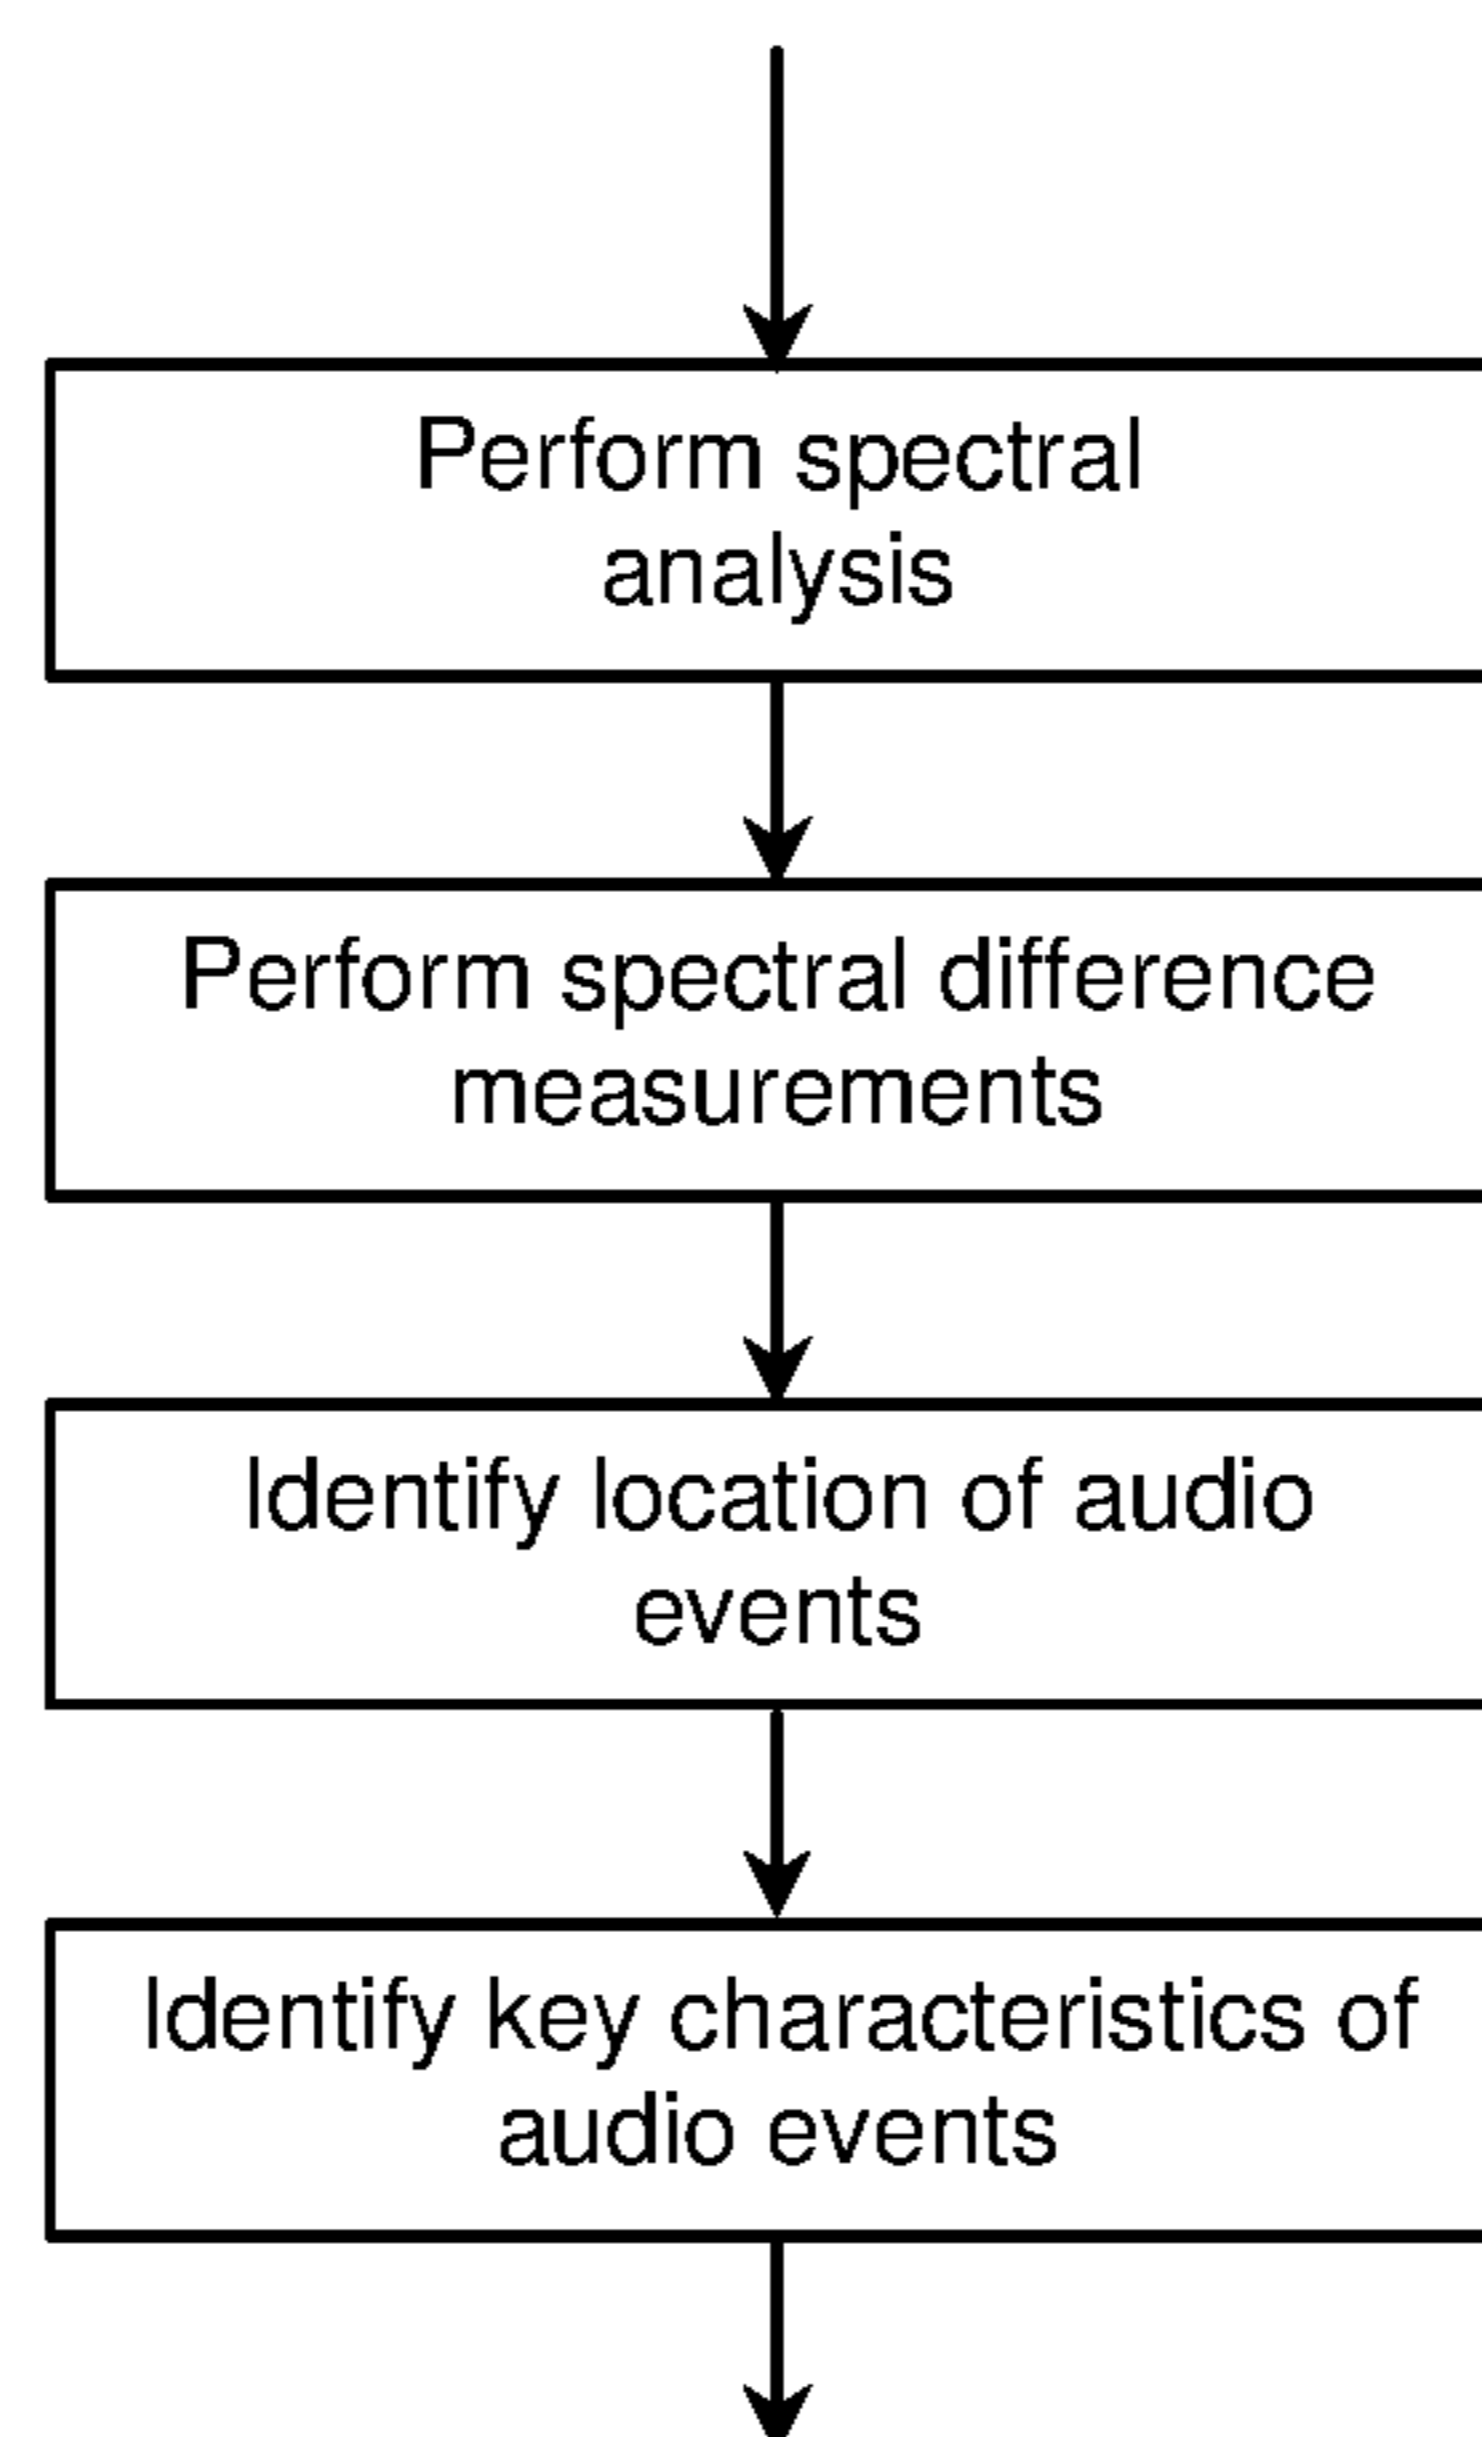 Perform spectral
analysis
Perform spectral difference
measurements
Identify location of audio
events
Identify key characteristics of
audio events